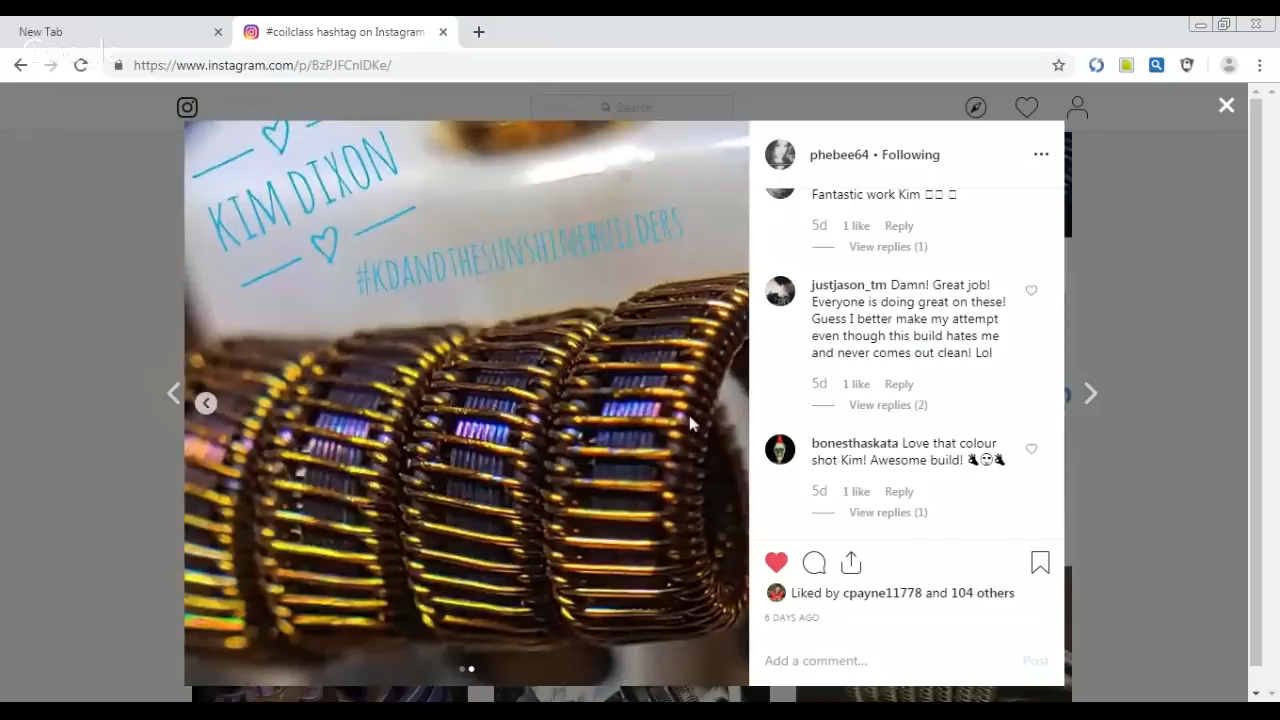 New Tab
#coilclass hashtag on Instagram
Google
https://www.instagram.com/p/BzPJFCnIDKe/
Search
KIM DIXON
#KDANDTHESUNSHINEBUILDERS
phebee64 • Following
Fantastic work Kim
5d 1 like Reply
View replies (1)
justjason_tm Damn! Great job!
Everyone is doing great on these!
Guess I better make my attempt
even though this build hates me
and never comes out clean! Lol
5d 1 like Reply
View replies (2)
bonesthaskata Love that colour
shot Kim! Awesome build!
5d 1 like Reply
View replies (1)
Liked by cpayne11778 and 104 others
6 DAYS AGO
Add a comment...
Post